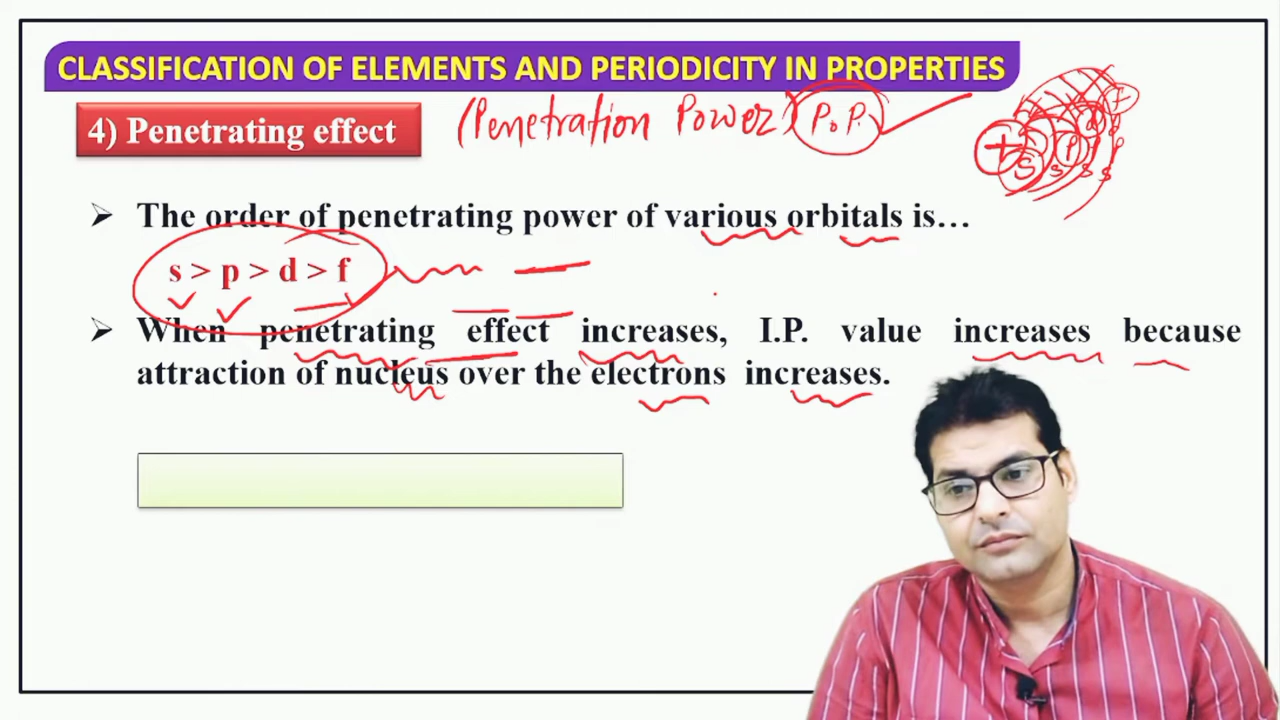 CLASSIFICATION OF ELEMENTS AND PERIODICITY IN PROPERTIES
4) Penetrating effect (Penetration Power) P.P.
➢ The order of penetrating power of various orbitals is…
s > p > d > f
➢ When penetrating effect increases, I.P. value increases because
attraction of nucleus over the electrons increases.